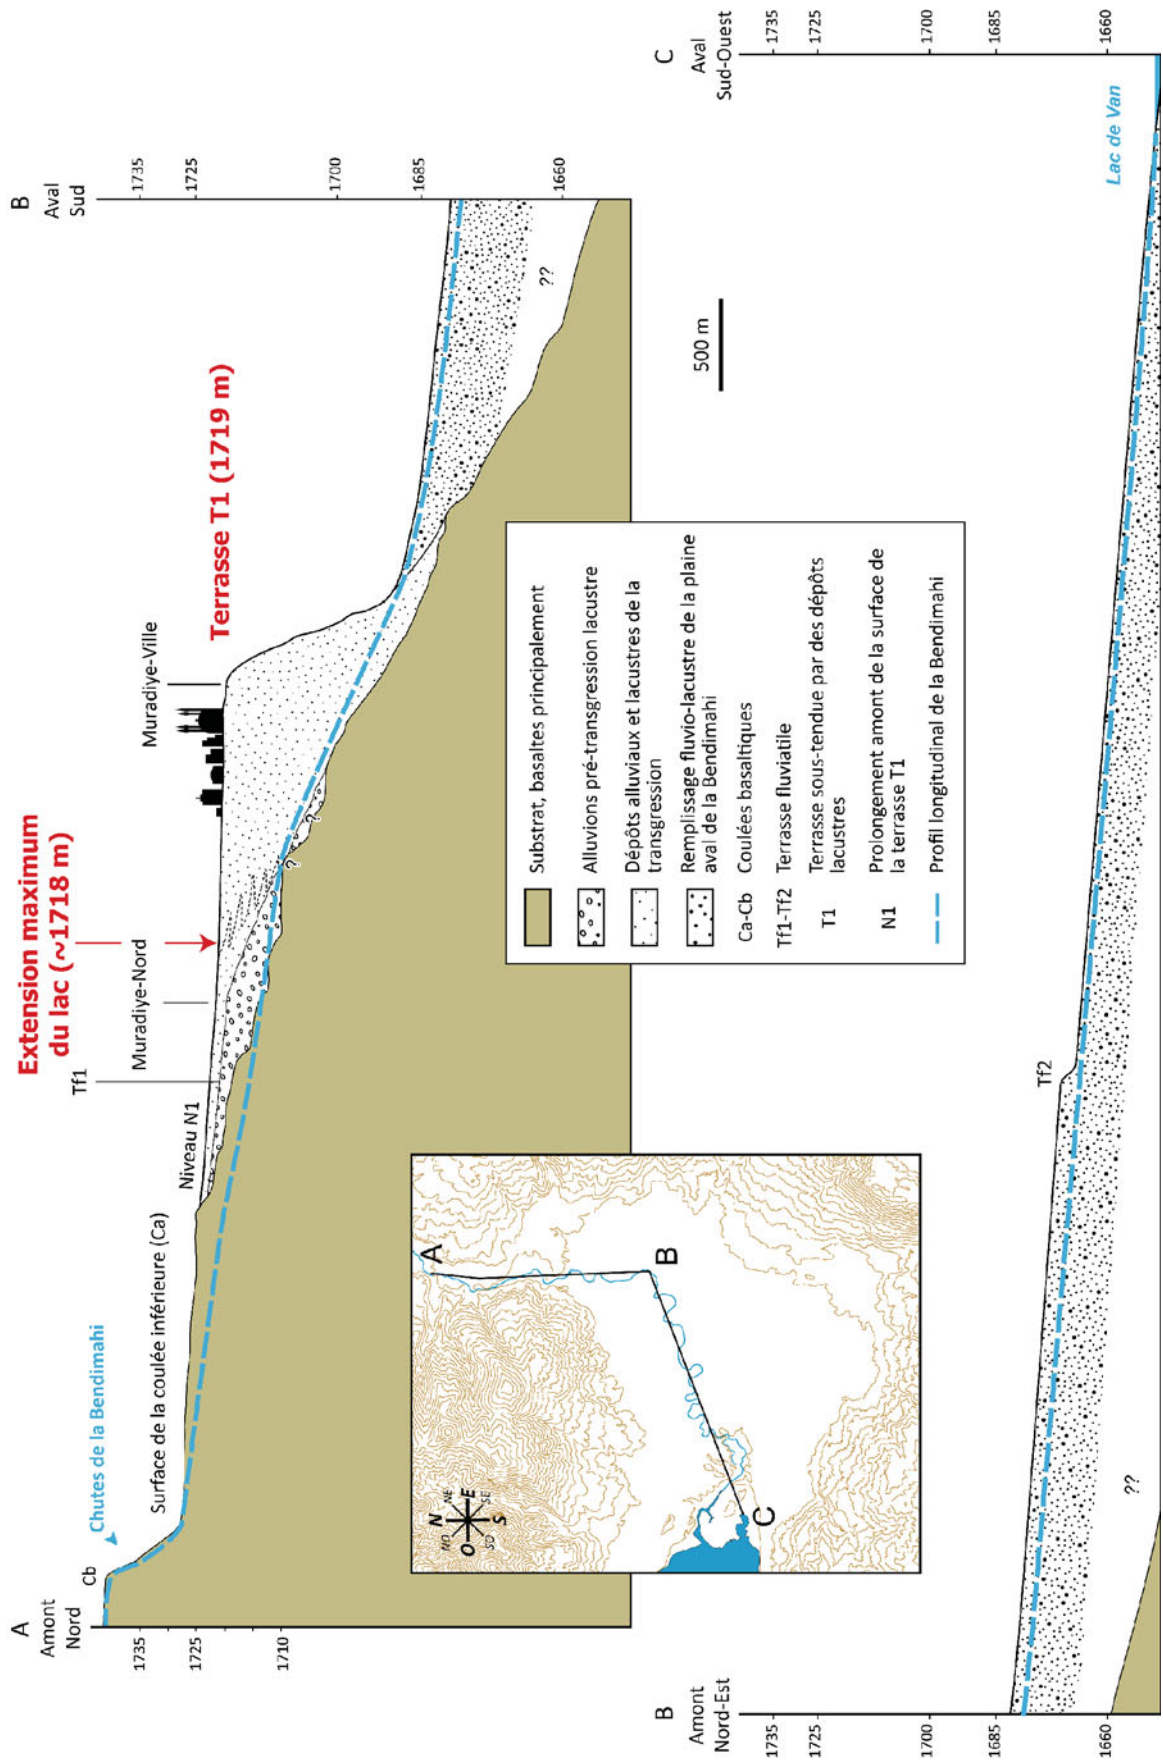 A
Amont
Nord
B
Aval
Sud
1735
1725
1710
1735
1725
1700
1685
1660
Cb
Chutes de la Bendimahi
Surface de la coulée inférieure (Ca)
Niveau N1
Tf1
Muradiye-Nord
Extension maximum
du lac (~1718 m)
Muradiye-Ville
Terrasse T1 (1719 m)
?
?
??
A
B
C
N
NE
E
SE
S
SO
O
NO
Substrat, basaltes principalement
Alluvions pré-transgression lacustre
Dépôts alluviaux et lacustres de la
transgression
Remplissage fluvio-lacustre de la plaine
aval de la Bendimahi
Ca-Cb Coulées basaltiques
Tf1-Tf2 Terrasse fluviatile
T1 Terrasse sous-tendue par des dépôts
lacustres
N1 Prolongement amont de la surface de
la terrasse T1
Profil longitudinal de la Bendimahi
500 m
B
Amont
Nord-Est
C
Aval
Sud-Ouest
1735
1725
1700
1685
1660
1735
1725
1700
1685
1660
Tf2
Lac de Van
??